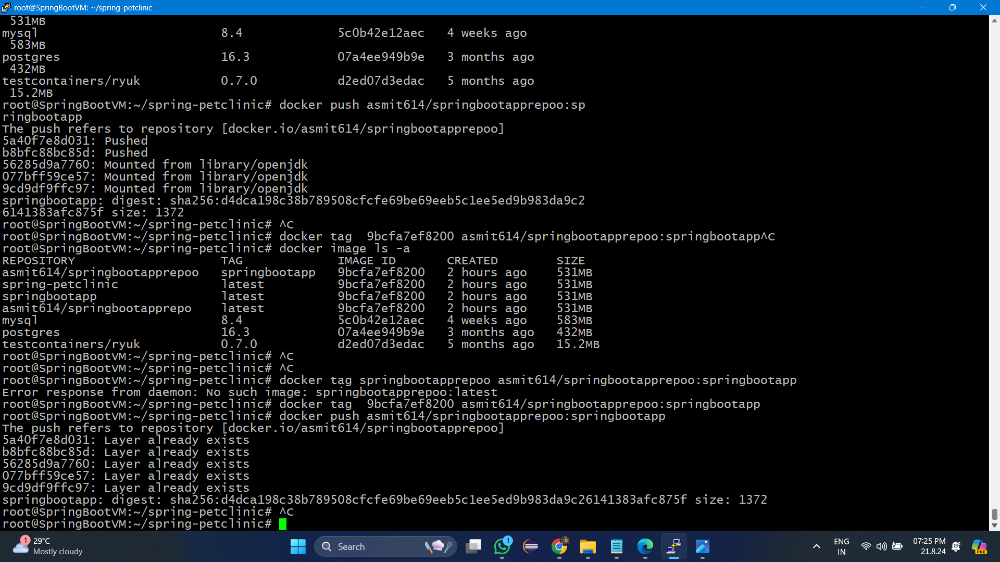 root@SpringBootVM: ~/spring-petclinic
531MB
mysql 8.4 5c0b42e12aec 4 weeks ago
583MB
postgres 16.3 07a4ee949b9e 3 months ago
432MB
testcontainers/ryuk 0.7.0 d2ed07d3edac 5 months ago
15.2MB
root@SpringBootVM:~/spring-petclinic# docker push asmit614/springbootapprepoo:sp
ringbootapp
The push refers to repository [docker.io/asmit614/springbootapprepoo]
5a40f7e8d031: Pushed
b8bfc88bc85d: Pushed
56285d9a7760: Mounted from library/openjdk
077bff59ce57: Mounted from library/openjdk
9cd9df9ffc97: Mounted from library/openjdk
springbootapp: digest: sha256:d4dca198c38b789508cfcfe69be69eeb5c1ee5ed9b983da9c2
6141383afc875f size: 1372
root@SpringBootVM:~/spring-petclinic# ^C
root@SpringBootVM:~/spring-petclinic# docker tag  9bcfa7ef8200 asmit614/springbootapprepoo:springbootapp^C
root@SpringBootVM:~/spring-petclinic# docker image ls -a
REPOSITORY TAG IMAGE ID CREATED SIZE
asmit614/springbootapprepoo springbootapp 9bcfa7ef8200 2 hours ago 531MB
spring-petclinic latest 9bcfa7ef8200 2 hours ago 531MB
springbootapp latest 9bcfa7ef8200 2 hours ago 531MB
asmit614/springbootapprepo latest 9bcfa7ef8200 2 hours ago 531MB
mysql 8.4 5c0b42e12aec 4 weeks ago 583MB
postgres 16.3 07a4ee949b9e 3 months ago 432MB
testcontainers/ryuk 0.7.0 d2ed07d3edac 5 months ago 15.2MB
root@SpringBootVM:~/spring-petclinic# ^C
root@SpringBootVM:~/spring-petclinic# ^C
root@SpringBootVM:~/spring-petclinic# docker tag springbootapprepoo asmit614/springbootapprepoo:springbootapp
Error response from daemon: No such image: springbootapprepoo:latest
root@SpringBootVM:~/spring-petclinic# docker tag  9bcfa7ef8200 asmit614/springbootapprepoo:springbootapp
root@SpringBootVM:~/spring-petclinic# docker push asmit614/springbootapprepoo:springbootapp
The push refers to repository [docker.io/asmit614/springbootapprepoo]
5a40f7e8d031: Layer already exists
b8bfc88bc85d: Layer already exists
56285d9a7760: Layer already exists
077bff59ce57: Layer already exists
9cd9df9ffc97: Layer already exists
springbootapp: digest: sha256:d4dca198c38b789508cfcfe69be69eeb5c1ee5ed9b983da9c26141383afc875f size: 1372
root@SpringBootVM:~/spring-petclinic# ^C
root@SpringBootVM:~/spring-petclinic#
1
29°C
Mostly cloudy
Search
1
ENG
IN
07:25 PM
21.8.24
PRE